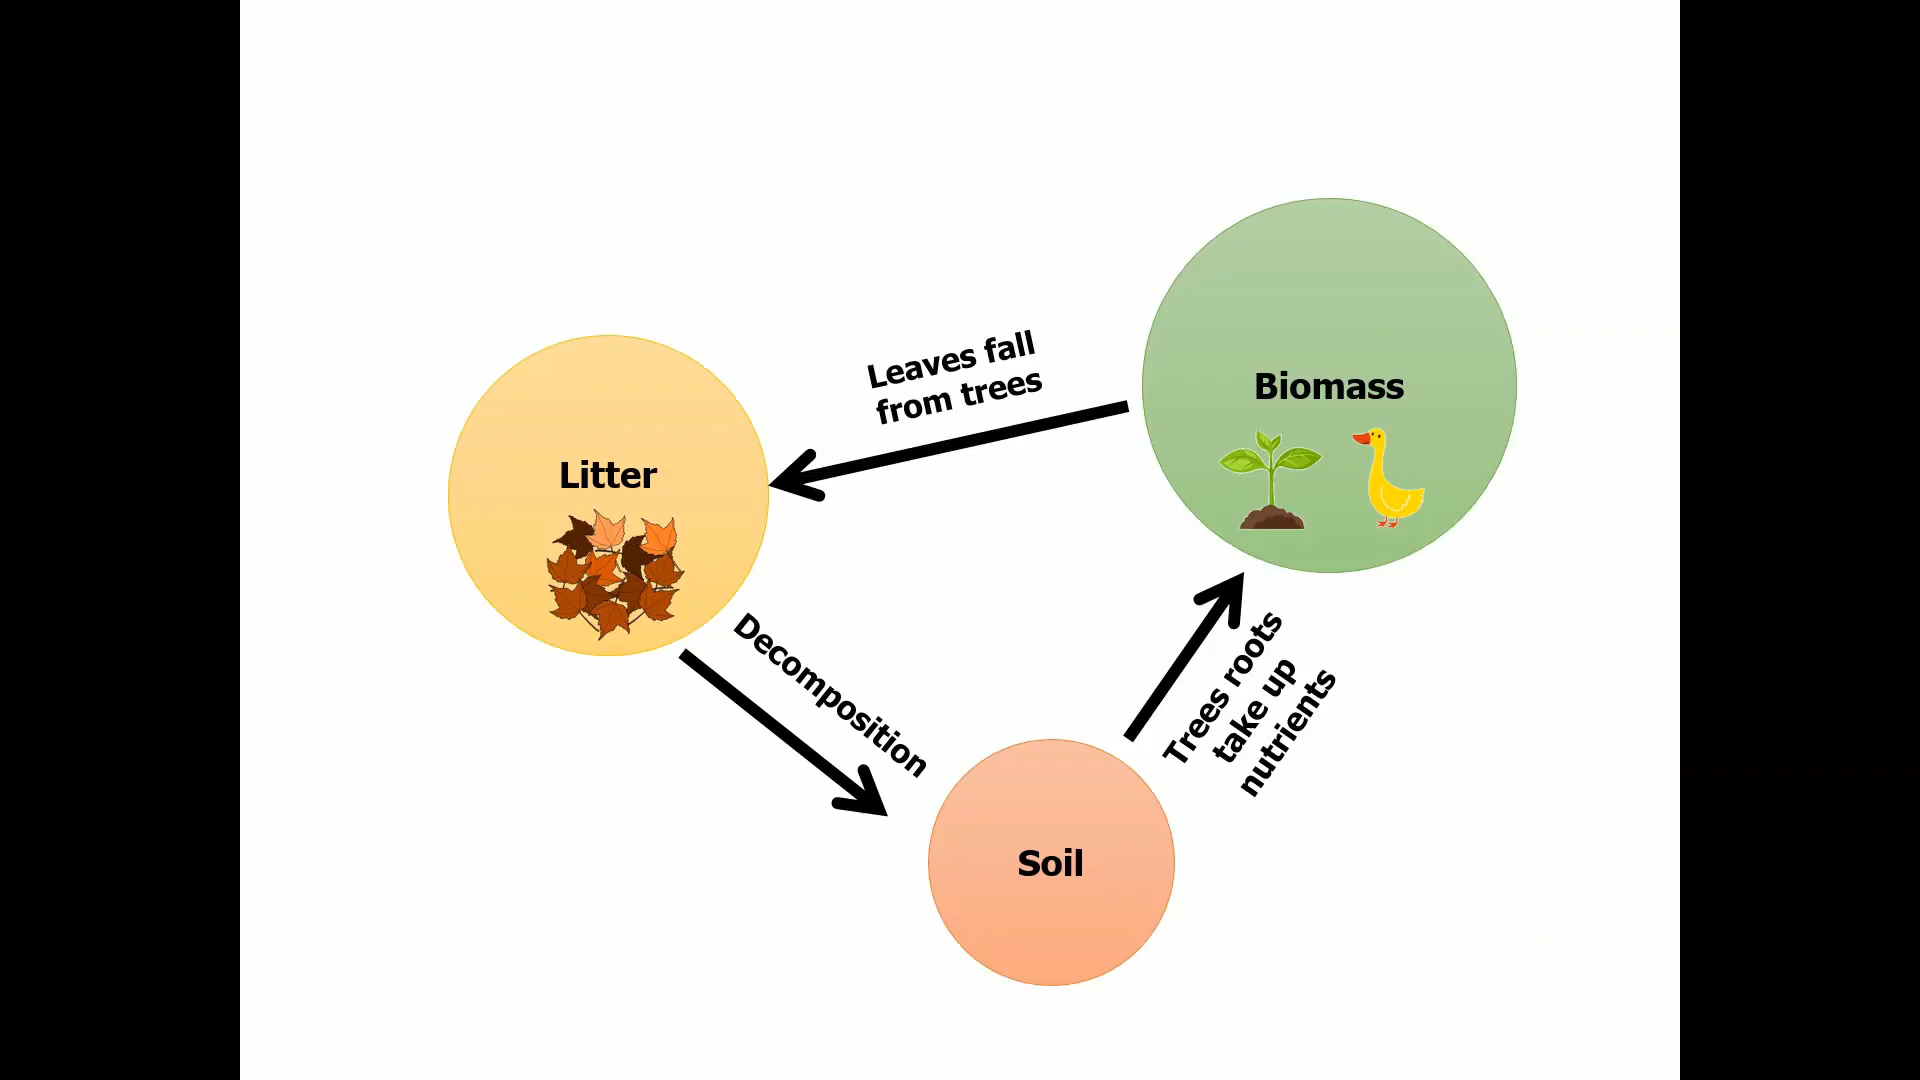 Leaves fall
from trees
Biomass
Litter
Decomposition
Trees roots
take up
nutrients
Soil